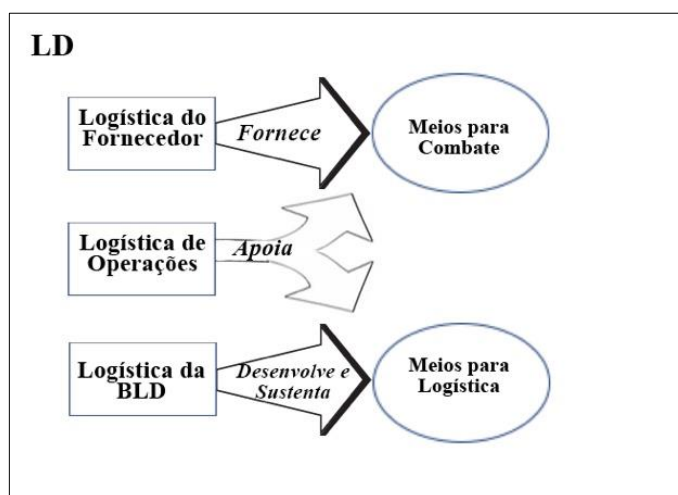 LD
Logística do
Fornecedor
Fornece
Meios para
Combate
Logística de
Operações
Apoia
Logística da
BLD
Desenvolve e
Sustenta
Meios para
Logística